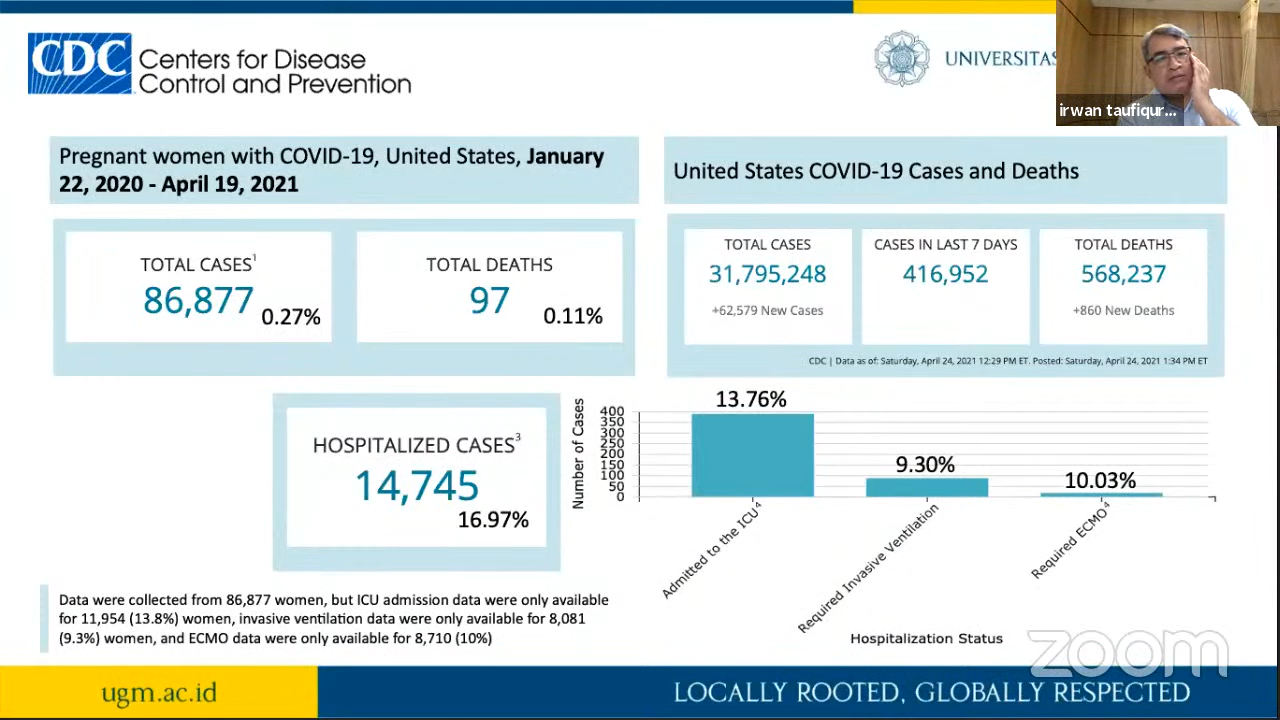 CDC Centers for Disease
Control and Prevention
UNIVERSITAS
irwan taufiqur...
Pregnant women with COVID-19, United States, January
22, 2020 - April 19, 2021
TOTAL CASES¹
86,877 0.27%
TOTAL DEATHS
97 0.11%
HOSPITALIZED CASES³
14,745
16.97%
United States COVID-19 Cases and Deaths
TOTAL CASES
31,795,248
+62,579 New Cases
CASES IN LAST 7 DAYS
416,952
TOTAL DEATHS
568,237
+860 New Deaths
CDC | Data as of: Saturday, April 24, 2021 12:29 PM ET. Posted: Saturday, April 24, 2021 1:34 PM ET
Number of Cases
400
350
300
250
200
150
100
50
0
13.76%
9.30%
10.03%
Admitted to the ICU⁴
Required Invasive Ventilation
Required ECMO⁴
Hospitalization Status
Data were collected from 86,877 women, but ICU admission data were only available
for 11,954 (13.8%) women, invasive ventilation data were only available for 8,081
(9.3%) women, and ECMO data were only available for 8,710 (10%)
zoom
ugm.ac.id
LOCALLY ROOTED, GLOBALLY RESPECTED